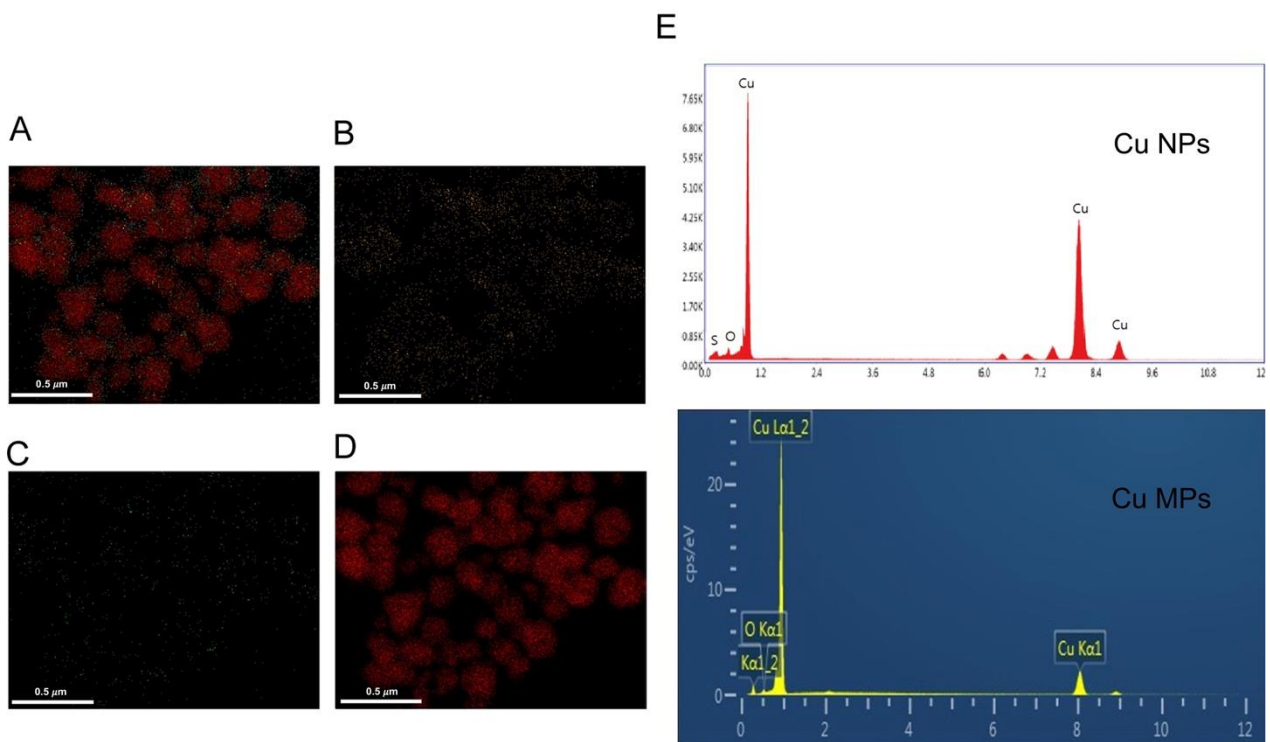 A
B
0.5 μm
0.5 μm
C
D
0.5 μm
0.5 μm
E
Cu NPs
7.65K
6.80K
5.95K
5.10K
4.25K
3.40K
2.55K
1.70K
0.85K
0.00K
Cu
Cu
Cu
S O
0.0 1.2 2.4 3.6 4.8 6.0 7.2 8.4 9.6 10.8 12
Cu MPs
cps/eV
20
10
0
Cu Lα1_2
O Kα1
Kα1_2
Cu Kα1
0 2 4 6 8 10 12